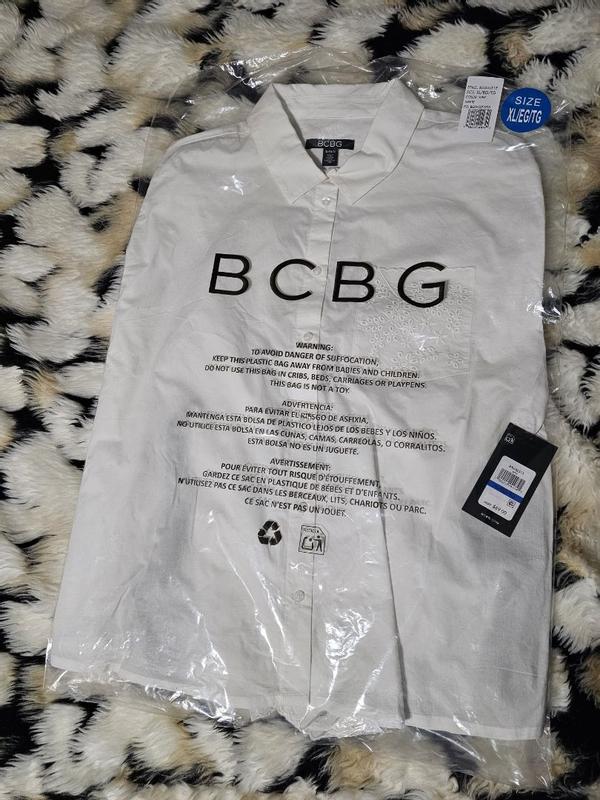 SIZE
XL/EG/TG
BCBG
BCBG
WARNING:
TO AVOID DANGER OF SUFFOCATION,
KEEP THIS PLASTIC BAG AWAY FROM BABIES AND CHILDREN.
DO NOT USE THIS BAG IN CRIBS, BEDS, CARRIAGES OR PLAYPENS.
THIS BAG IS NOT A TOY.
ADVERTENCIA:
PARA EVITAR EL RIESGO DE ASFIXIA,
MANTENGA ESTA BOLSA DE PLASTICO LEJOS DE LOS BEBES Y LOS NIÑOS.
NO UTILICE ESTA BOLSA EN LAS CUNAS, CAMAS, CARREOLAS, O CORRALITOS.
ESTA BOLSA NO ES UN JUGUETE.
AVERTISSEMENT:
POUR ÉVITER TOUT RISQUE D'ÉTOUFFEMENT,
GARDEZ CE SAC EN PLASTIQUE DE BÉBÉS ET D'ENFANTS.
N'UTILISEZ PAS CE SAC DANS LES BERCEAUX, LITS, CHARIOTS OU PARC.
CE SAC N'EST PAS UN JOUET.
$89.00